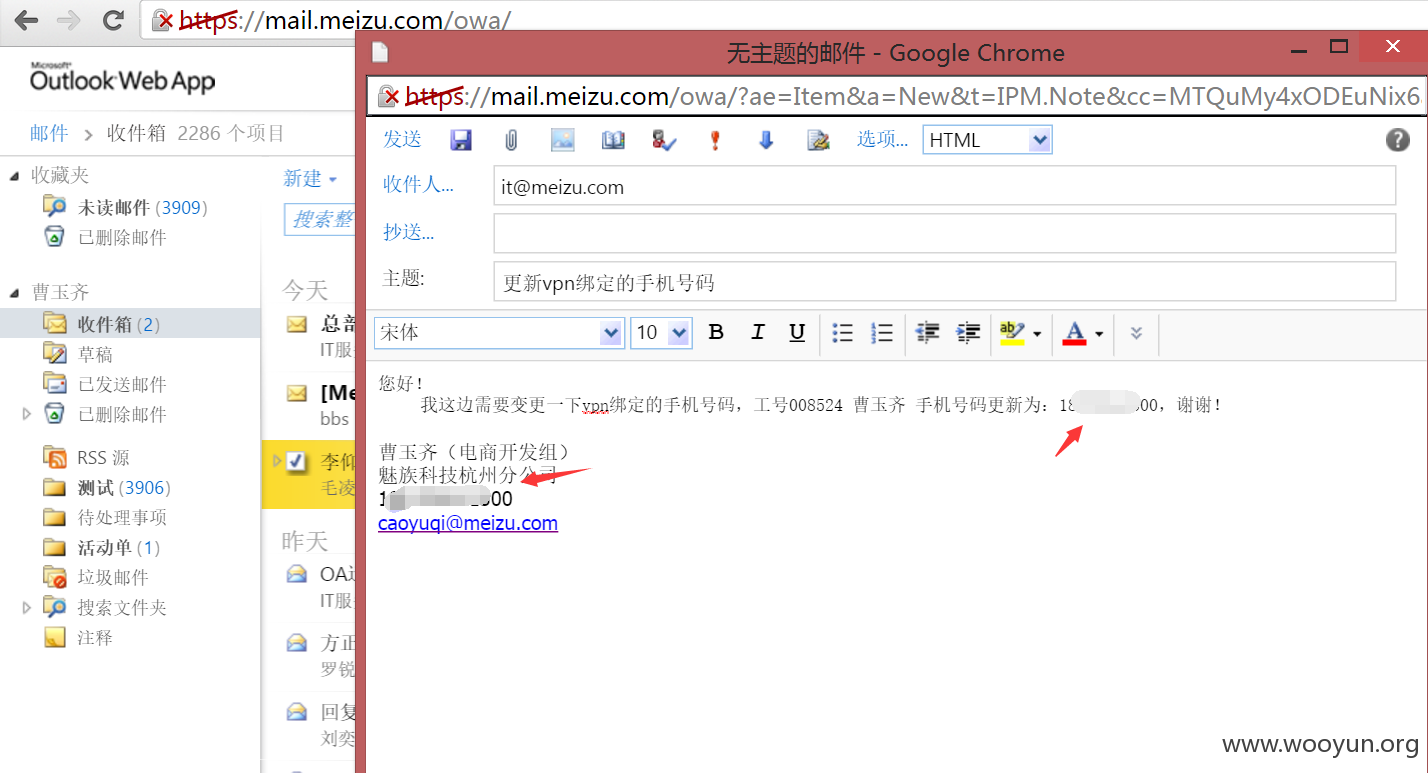 https://mail.meizu.com/owa/
Microsoft
Outlook Web App
邮件 > 收件箱 2286 个项目
收藏夹
未读邮件 (3909)
已删除邮件
曹玉齐
收件箱 (2)
草稿
已发送邮件
已删除邮件
RSS 源
测试 (3906)
待处理事项
活动单 (1)
垃圾邮件
搜索文件夹
注释
新建
搜索整
今天
总部
IT服
[Me
bbs
李仰
毛凌
昨天
OA
IT服
方正
罗锐
回复
刘奕
无主题的邮件 - Google Chrome
https://mail.meizu.com/owa/?ae=Item&a=New&t=IPM.Note&cc=MTQuMy4xODEuNix6
发送
选项...
HTML
收件人...
it@meizu.com
抄送...
主题:
更新vpn绑定的手机号码
宋体
10
B I U
您好！
我这边需要变更一下vpn绑定的手机号码，工号008524 曹玉齐 手机号码更新为：18 00，谢谢！
曹玉齐（电商开发组）
魅族科技杭州分公司
1 00
caoyuqi@meizu.com
www.wooyun.org